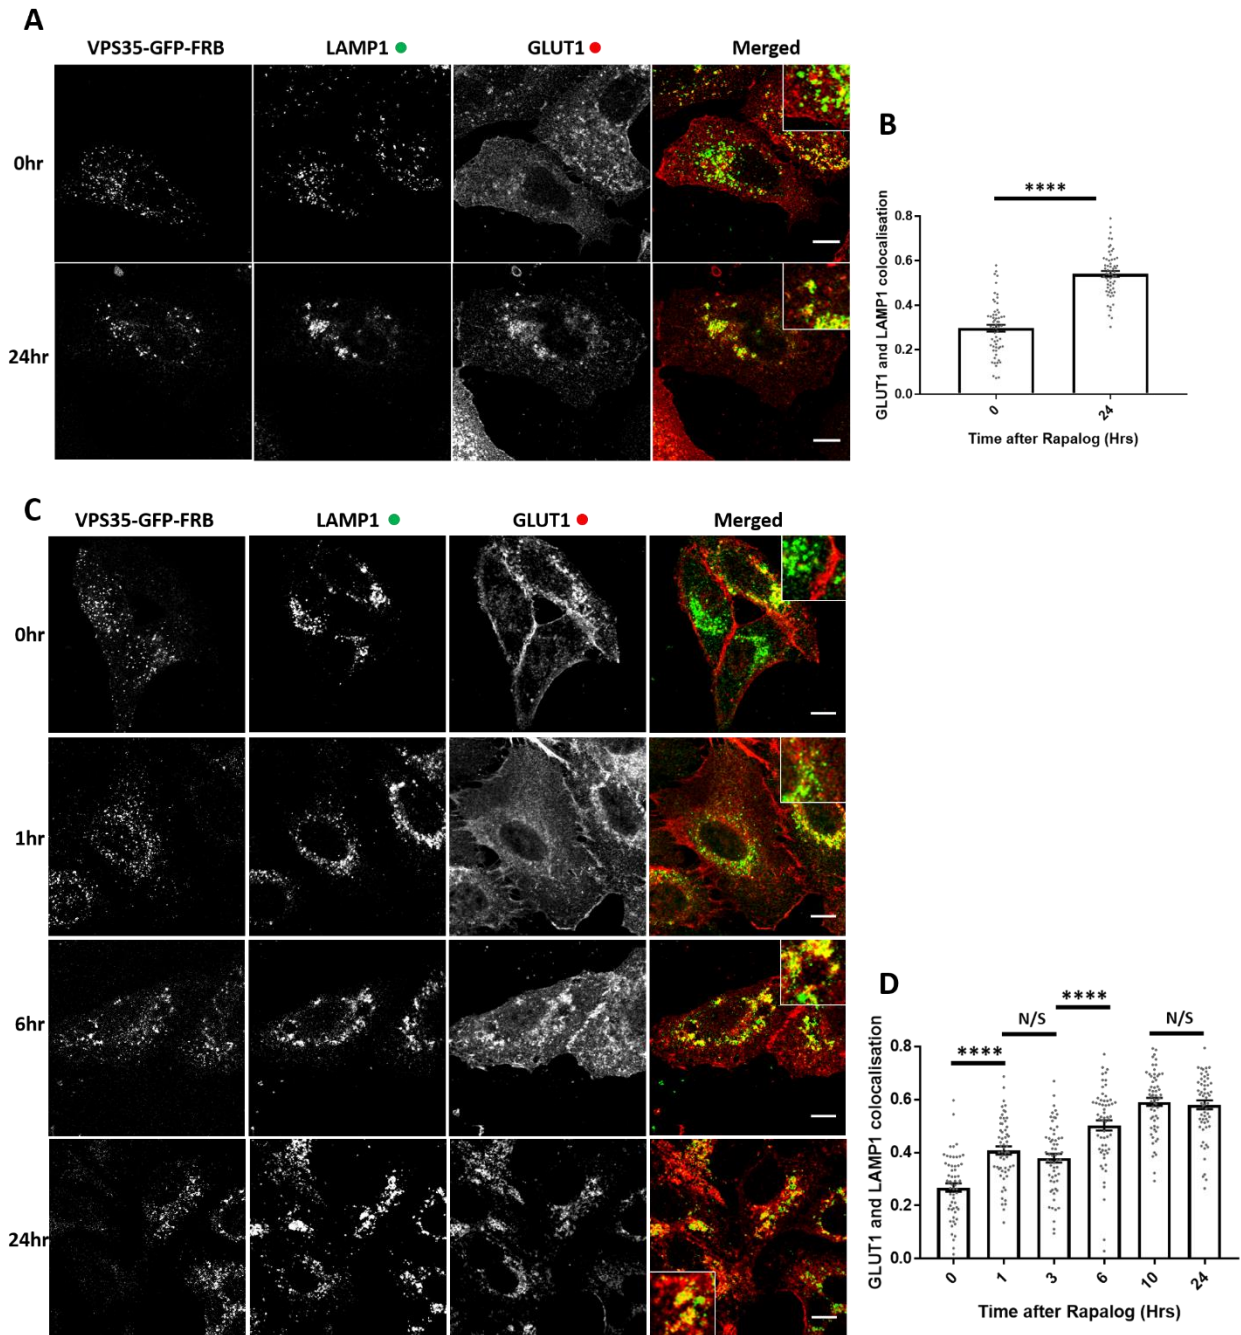 A
VPS35-GFP-FRB LAMP1 GLUT1 Merged
0hr
24hr
B
****
GLUT1 and LAMP1 colocalisation
0.8
0.6
0.4
0.2
0.0
0 24
Time after Rapalog (Hrs)
C
VPS35-GFP-FRB LAMP1 GLUT1 Merged
0hr
1hr
6hr
24hr
D
****
N/S
****
N/S
GLUT1 and LAMP1 colocalisation
0.8
0.6
0.4
0.2
0.0
0 1 3 6 10 24
Time after Rapalog (Hrs)